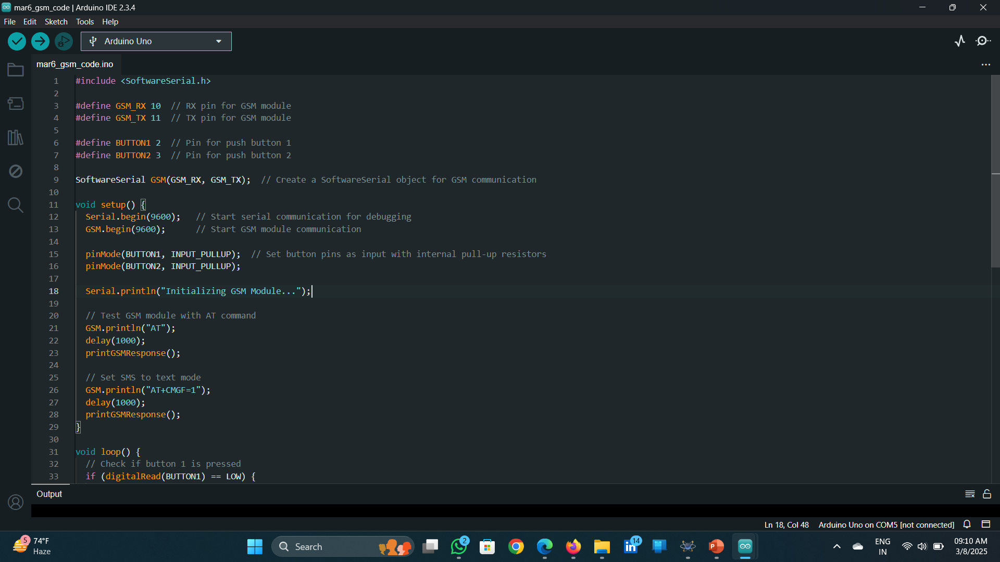 mar6_gsm_code | Arduino IDE 2.3.4
File Edit Sketch Tools Help
Arduino Uno
mar6_gsm_code.ino
1 #include <SoftwareSerial.h>
2
3 #define GSM_RX 10  // RX pin for GSM module
4 #define GSM_TX 11  // TX pin for GSM module
5
6 #define BUTTON1 2  // Pin for push button 1
7 #define BUTTON2 3  // Pin for push button 2
8
9 SoftwareSerial GSM(GSM_RX, GSM_TX);  // Create a SoftwareSerial object for GSM communication
10
11 void setup() {
12   Serial.begin(9600);   // Start serial communication for debugging
13   GSM.begin(9600);      // Start GSM module communication
14
15   pinMode(BUTTON1, INPUT_PULLUP);  // Set button pins as input with internal pull-up resistors
16   pinMode(BUTTON2, INPUT_PULLUP);
17
18   Serial.println("Initializing GSM Module...");
19
20   // Test GSM module with AT command
21   GSM.println("AT");
22   delay(1000);
23   printGSMResponse();
24
25   // Set SMS to text mode
26   GSM.println("AT+CMGF=1");
27   delay(1000);
28   printGSMResponse();
29 }
30
31 void loop() {
32   // Check if button 1 is pressed
33   if (digitalRead(BUTTON1) == LOW) {
Output
Ln 18, Col 48 Arduino Uno on COM5 [not connected]
5 74°F
Haze
Search
2
14
ENG
IN
09:10 AM
3/8/2025